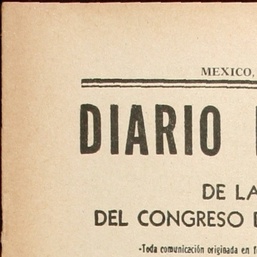 MEXICO,
DIARIO
DE LA
DEL CONGRESO
-Toda comunicación originada en